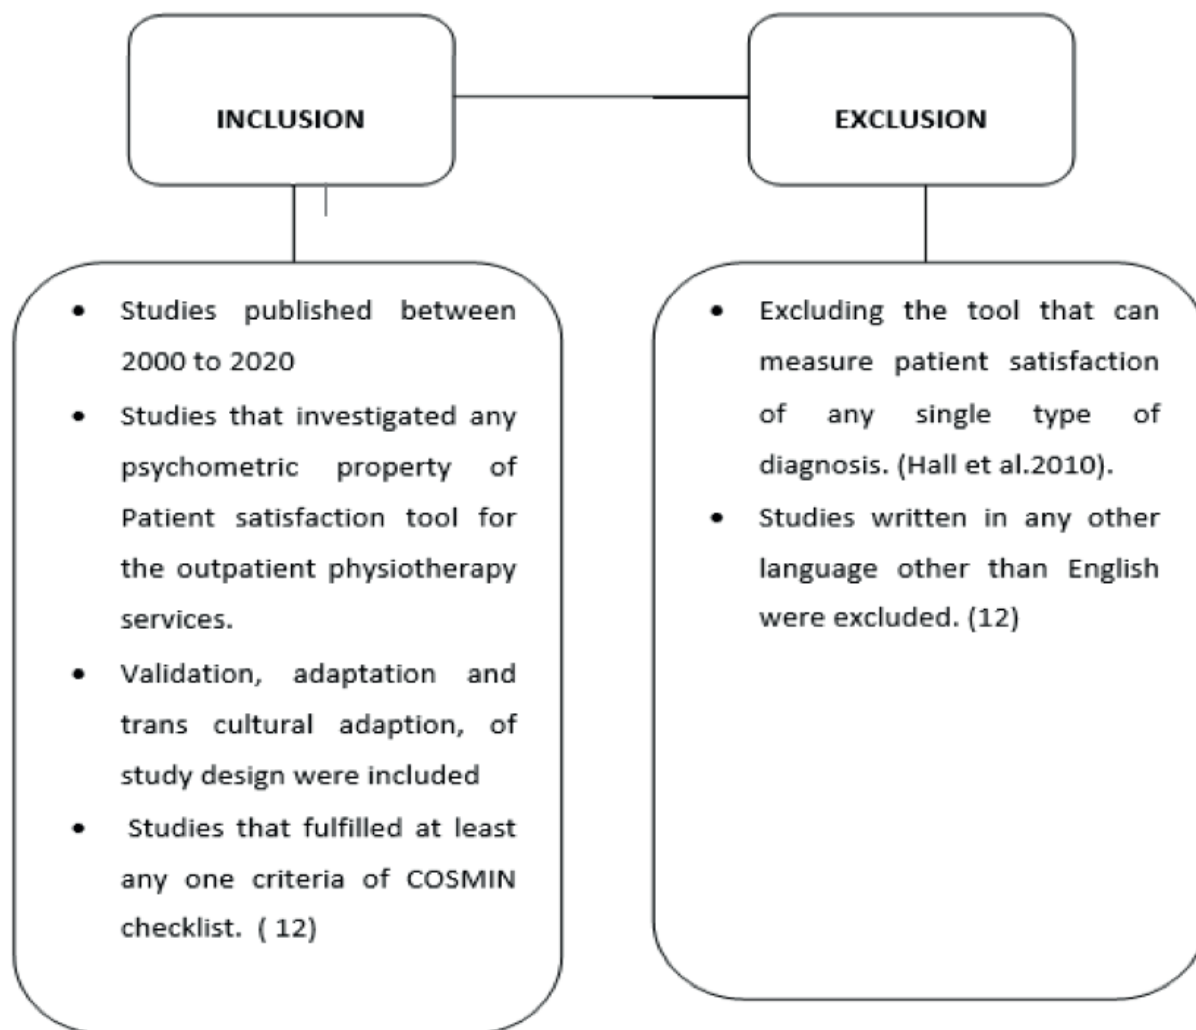 INCLUSION
EXCLUSION
• Studies published between
2000 to 2020
• Studies that investigated any
psychometric property of
Patient satisfaction tool for
the outpatient physiotherapy
services.
• Validation, adaptation and
trans cultural adaption, of
study design were included
• Studies that fulfilled at least
any one criteria of COSMIN
checklist. ( 12)
• Excluding the tool that can
measure patient satisfaction
of any single type of
diagnosis. (Hall et al.2010).
• Studies written in any other
language other than English
were excluded. (12)